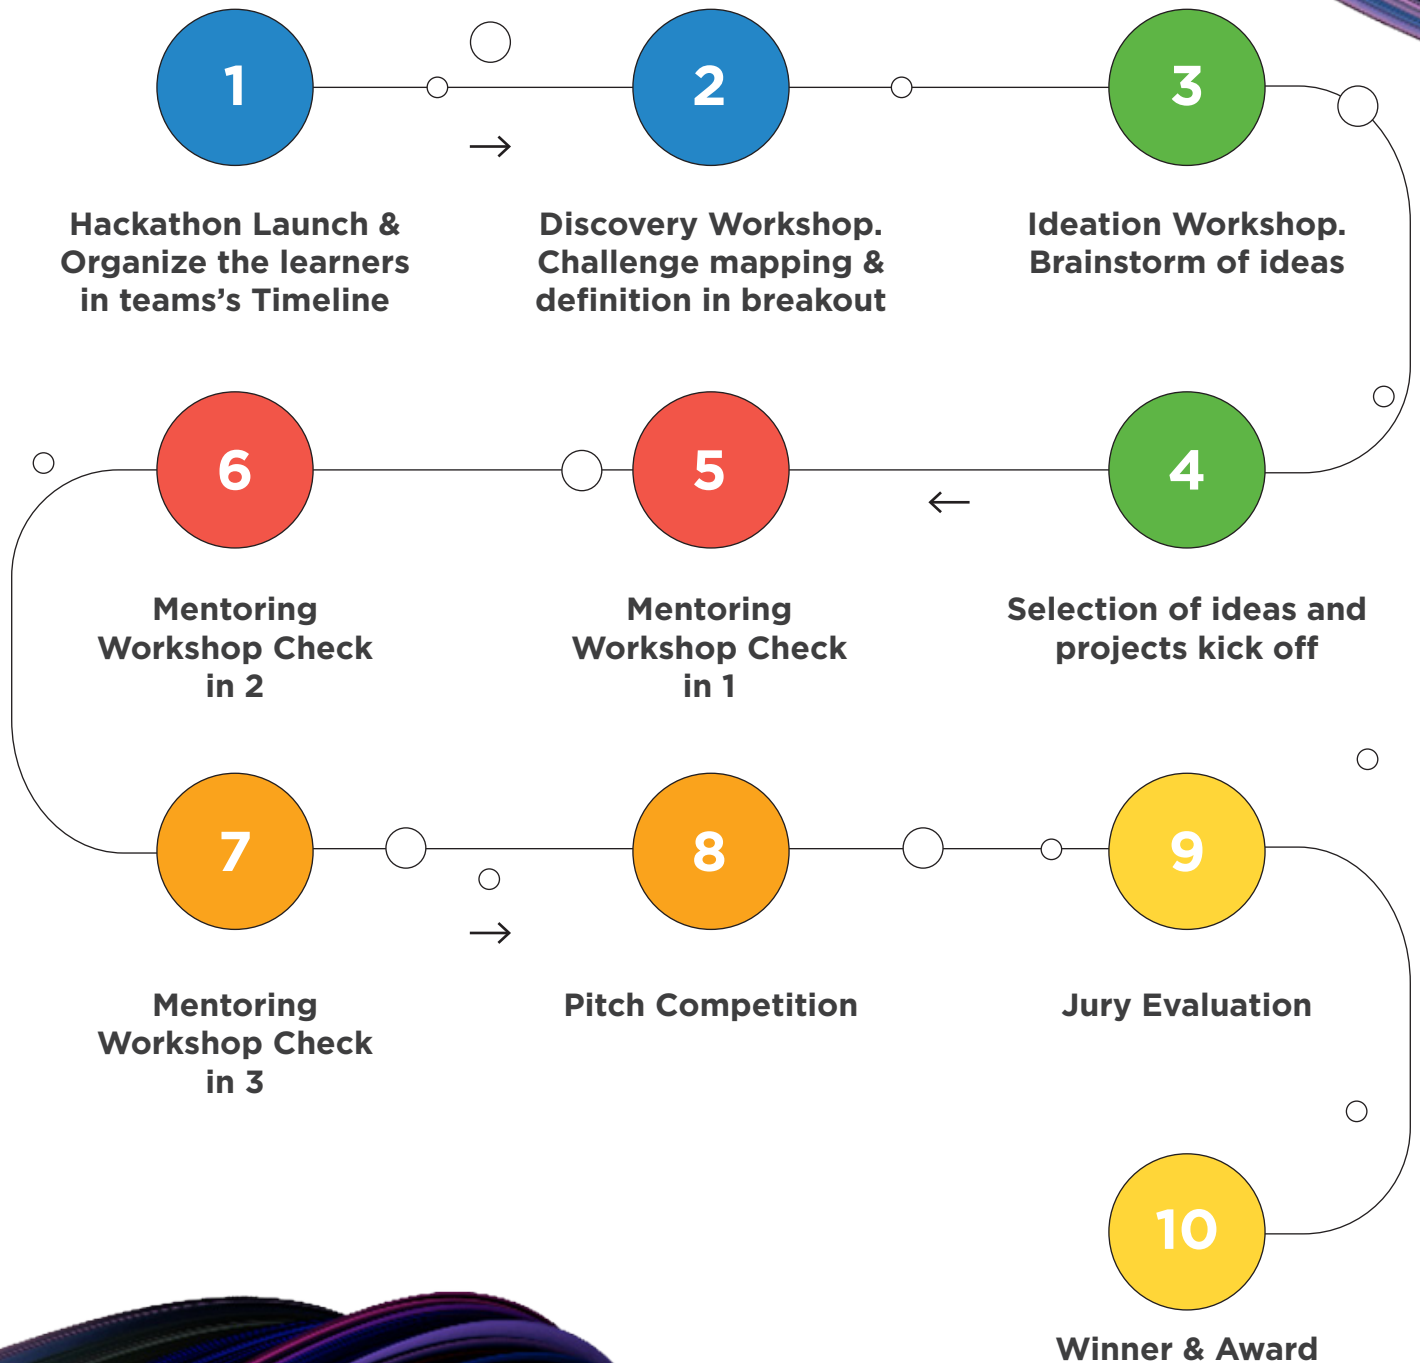 1
2
3
Hackathon Launch &
Organize the learners
in teams's Timeline
Discovery Workshop.
Challenge mapping &
definition in breakout
Ideation Workshop.
Brainstorm of ideas
4
Selection of ideas and
projects kick off
5
Mentoring
Workshop Check
in 1
6
Mentoring
Workshop Check
in 2
7
Mentoring
Workshop Check
in 3
8
Pitch Competition
9
Jury Evaluation
10
Winner & Award